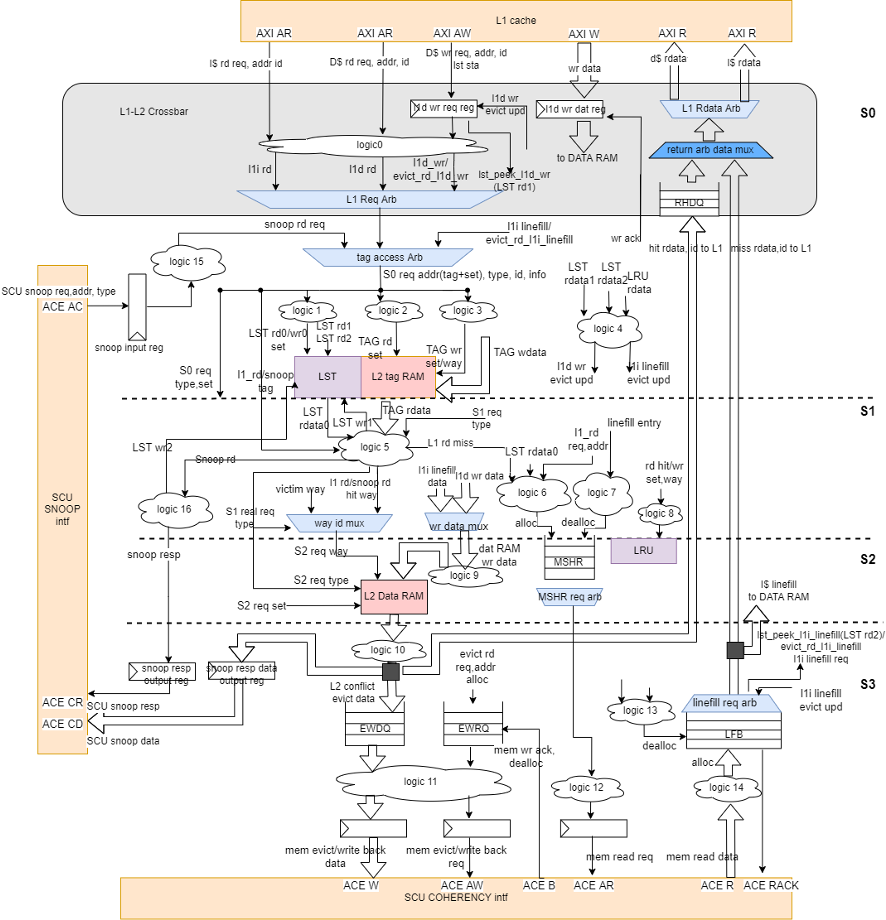 L1 cache
AXI AR
AXI AR
AXI AW
AXI W
AXI R
AXI R
I$ rd req, addr id
D$ rd req, addr, id
D$ wr req, addr, id
lst sta
wr data
d$ rdata
I$ rdata
L1-L2 Crossbar
S0
l1d wr req reg
l1d wr
evict upd
l1d wr dat reg
L1 Rdata Arb
logic0
to DATA RAM
return arb data mux
l1i rd
l1d rd
l1d_wr/
evict_rd_l1d_wr
lst_peek_l1d_wr
(LST rd1)
L1 Req Arb
RHDQ
snoop rd req
l1i linefill/
evict_rd_l1i_linefill
wr ack
hit rdata, id to L1
miss rdata,id to L1
logic 15
tag access Arb
S0 req addr(tag+set), type, id, info
SCU snoop req,addr, type
ACE AC
snoop input reg
logic 1
logic 2
logic 3
LST
rdata1
LST
rdata2
LRU
rdata
logic 4
LST rd0/wr0
set
LST rd1
LST rd2
TAG rd
set
TAG wr
set/way
TAG wdata
l1d wr
evict upd
l1i linefill
evict upd
S0 req
type,set
l1_rd/snoop
tag
LST
L2 tag RAM
S1
LST
rdata0
LST wr1
TAG rdata
S1 req
type
LST wr2
Snoop rd
logic 5
L1 rd miss
LST rdata0
l1_rd
req,addr
linefill entry
rd hit/wr
set,way
SCU
SNOOP
intf
logic 16
victim way
l1 rd/snoop rd
hit way
l1i linefill
data
l1d wr data
logic 6
logic 7
logic 8
S1 real req
type
way id mux
wr data mux
alloc
dealloc
snoop resp
S2 req way
dat RAM
wr data
MSHR
LRU
S2
S2 req type
logic 9
S2 req set
L2 Data RAM
MSHR req arb
I$ linefill
to DATA RAM
logic 10
lst_peek_l1i_linefill(LST rd2)/
evict_rd_l1i_linefill
l1i linefill req
snoop resp
output reg
snoop resp data
output reg
evict rd
req,addr
alloc
S3
L2 conflict
evict data
ACE CR
SCU snoop resp
ACE CD
SCU snoop data
logic 13
linefill req arb
l1i linefill
evict upd
EWDQ
EWRQ
dealloc
LFB
mem wr ack,
dealloc
alloc
logic 11
logic 12
logic 14
mem evict/write back
data
mem evict/write back
req
mem read req
mem read data
ACE W
ACE AW
ACE B
ACE AR
ACE R
ACE RACK
SCU COHERENCY intf